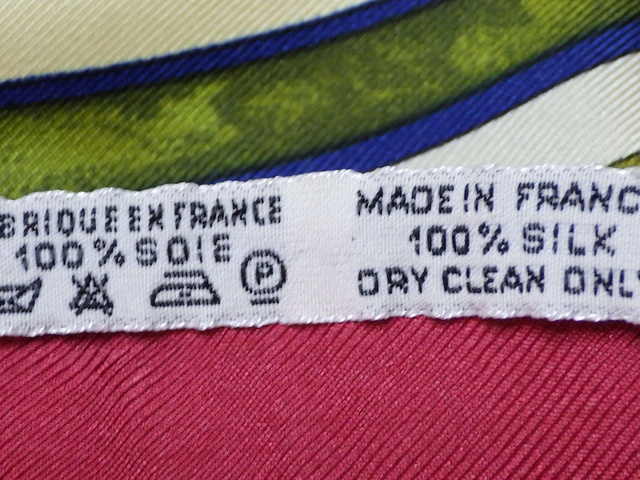 BRIQUE EN FRANCE
100% SOIE
P
MADE IN FRANC
100% SILK
DRY CLEAN ONL